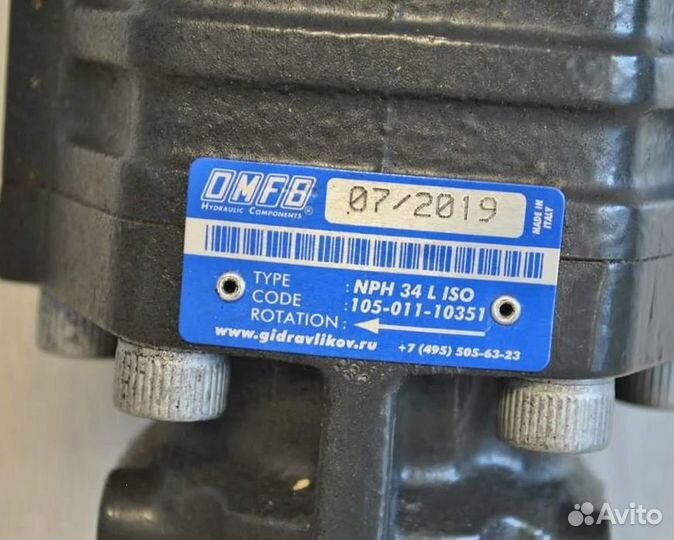 OMFB ®
HYDRAULIC COMPONENTS
07/2019
MADE IN
ITALY
TYPE : NPH 34 L ISO
CODE : 105-011-10351
ROTATION :
www.gidravlikov.ru +7 (495) 505-63-23
Avito